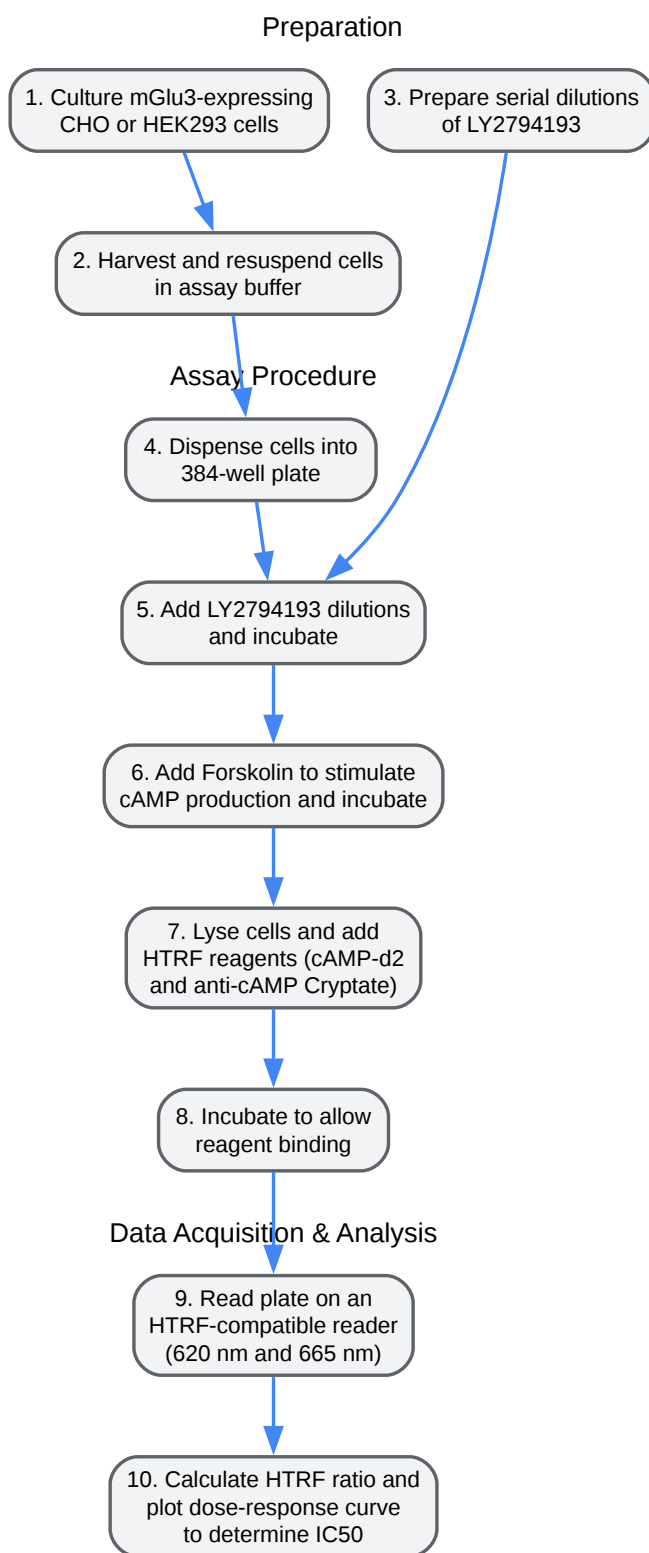 Preparation
1. Culture mGlu3-expressing
CHO or HEK293 cells
3. Prepare serial dilutions
of LY2794193
2. Harvest and resuspend cells
in assay buffer
Assay Procedure
4. Dispense cells into
384-well plate
5. Add LY2794193 dilutions
and incubate
6. Add Forskolin to stimulate
cAMP production and incubate
7. Lyse cells and add
HTRF reagents (cAMP-d2
and anti-cAMP Cryptate)
8. Incubate to allow
reagent binding
Data Acquisition & Analysis
9. Read plate on an
HTRF-compatible reader
(620 nm and 665 nm)
10. Calculate HTRF ratio and
plot dose-response curve
to determine IC50